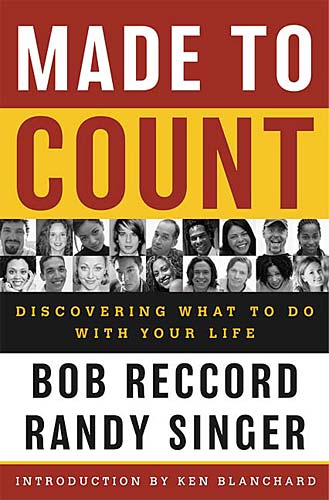 MADE TO
COUNT
DISCOVERING WHAT TO DO
WITH YOUR LIFE
BOB RECCORD
RANDY SINGER
INTRODUCTION BY KEN BLANCHARD